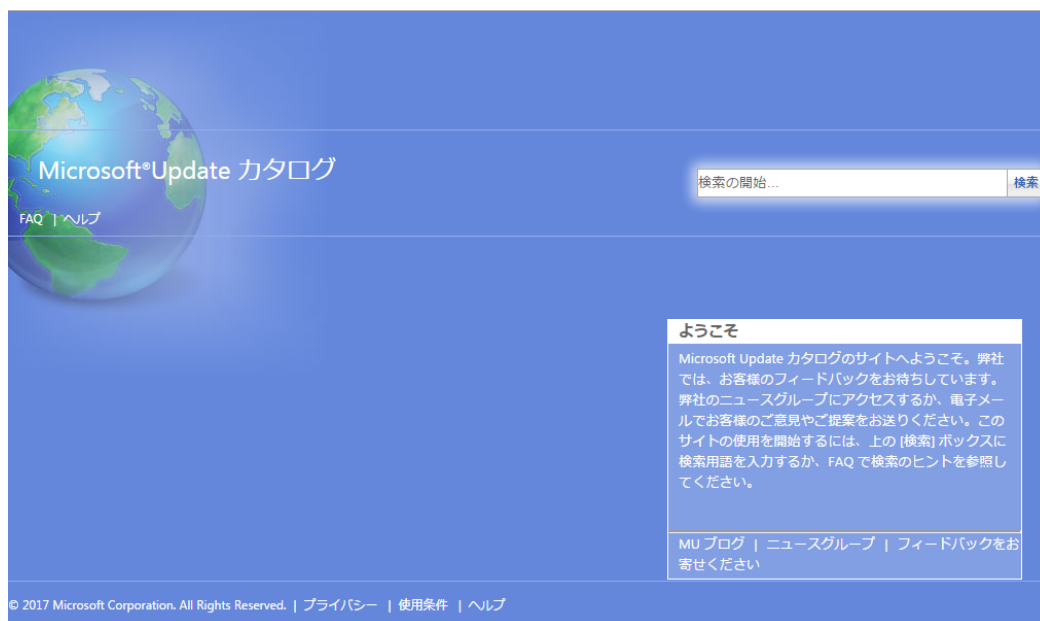 Microsoft®Update カタログ
検索の開始... 検索
FAQ | ヘルプ
ようこそ
Microsoft Update カタログのサイトへようこそ。弊社
では、お客様のフィードバックをお待ちしています。
弊社のニュースグループにアクセスするか、電子メー
ルでお客様のご意見やご提案をお送りください。この
サイトの使用を開始するには、上の [検索] ボックスに
検索用語を入力するか、FAQ で検索のヒントを参照し
てください。
MU ブログ | ニュースグループ | フィードバックをお
寄せください
© 2017 Microsoft Corporation. All Rights Reserved. | プライバシー | 使用条件 | ヘルプ